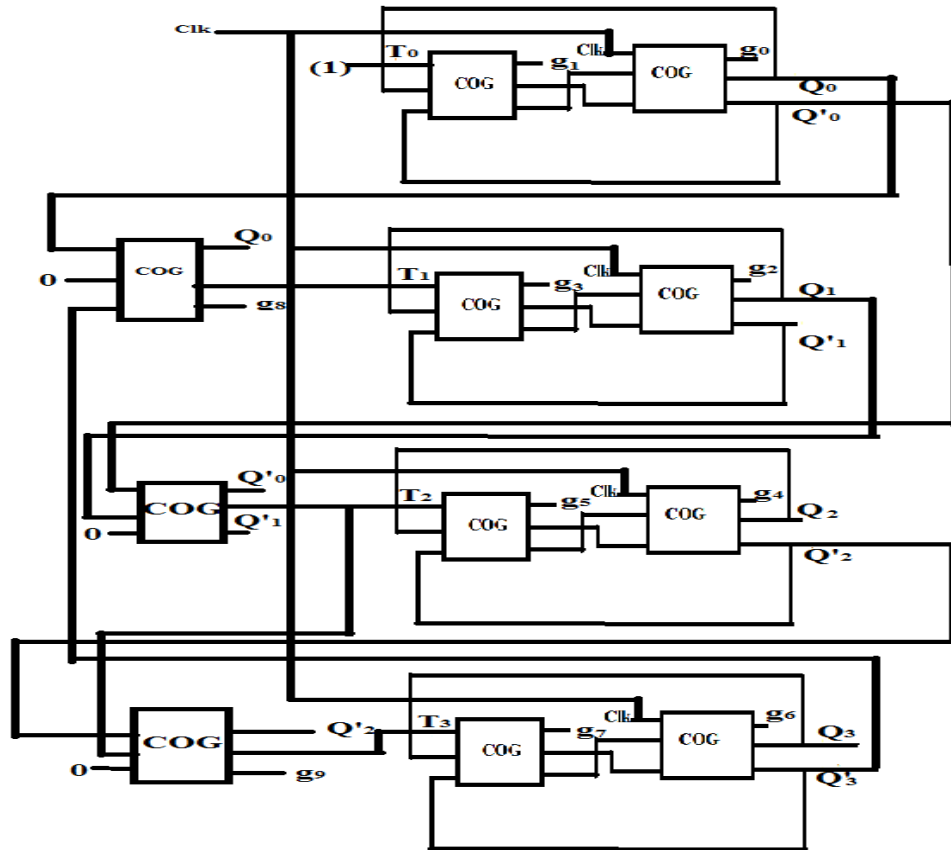 Clk
(1) T₀ COG g₁ Clk COG g₀ Q₀
Q'₀
0 COG Q₀ g₈
T₁ COG g₃ Clk COG g₂ Q₁
Q'₁
0 COG Q'₀ Q'₁
T₂ COG g₅ Clk COG g₄ Q₂
Q'₂
0 COG Q'₂ g₉
T₃ COG g₇ Clk COG g₆ Q₃
Q'₃